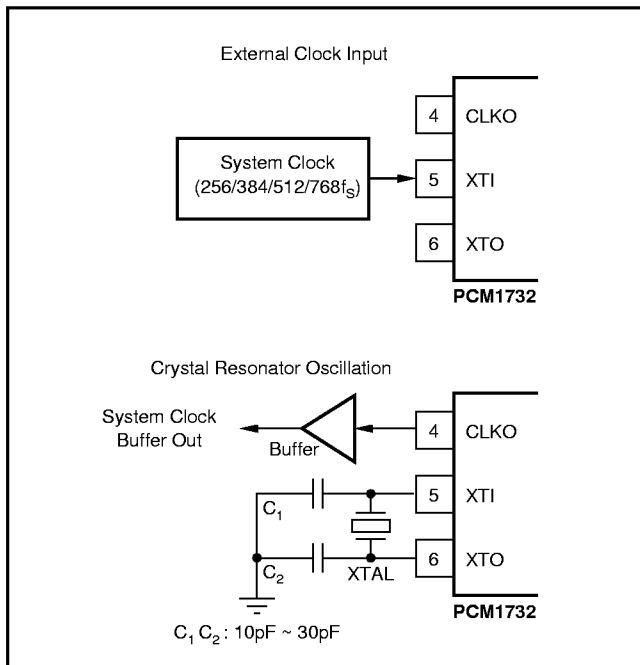 External Clock Input
4 CLKO
System Clock
(256/384/512/768fS)
5 XTI
6 XTO
PCM1732
Crystal Resonator Oscillation
System Clock
Buffer Out
Buffer
4 CLKO
C1
5 XTI
C2
XTAL
6 XTO
C1 C2 : 10pF ~ 30pF
PCM1732